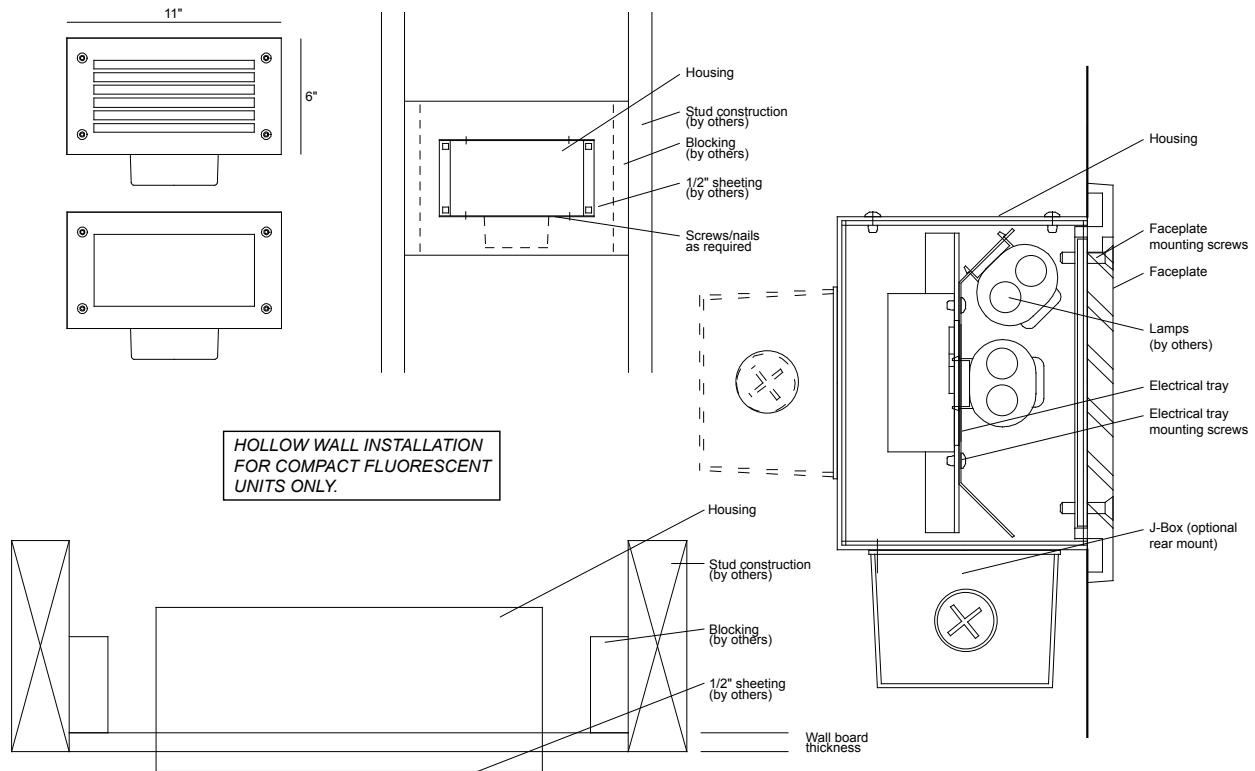 11"
6"
Housing
Stud construction
(by others)
Blocking
(by others)
1/2" sheeting
(by others)
Screws/nails
as required
HOLLOW WALL INSTALLATION
FOR COMPACT FLUORESCENT
UNITS ONLY.
Housing
Stud construction
(by others)
Blocking
(by others)
1/2" sheeting
(by others)
Wall board
thickness
Housing
Faceplate
mounting screws
Faceplate
Lamps
(by others)
Electrical tray
Electrical tray
mounting screws
J-Box (optional
rear mount)